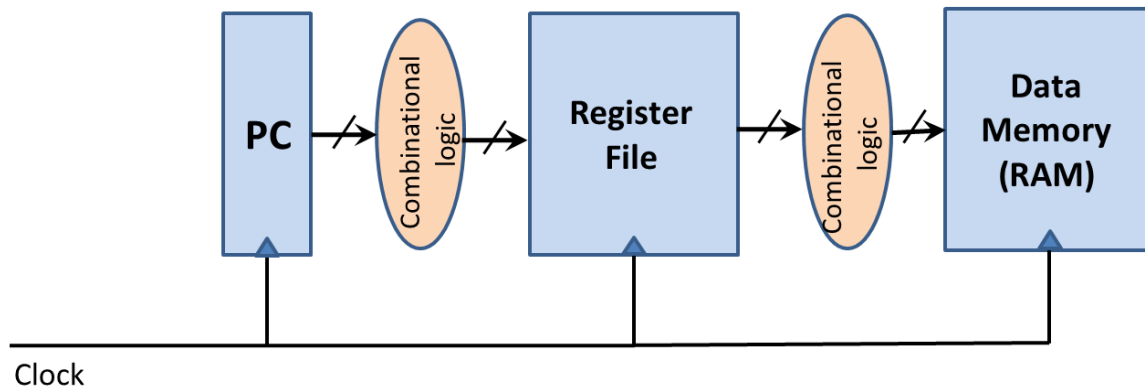 PC
Combinational
logic
Register
File
Combinational
logic
Data
Memory
(RAM)
Clock